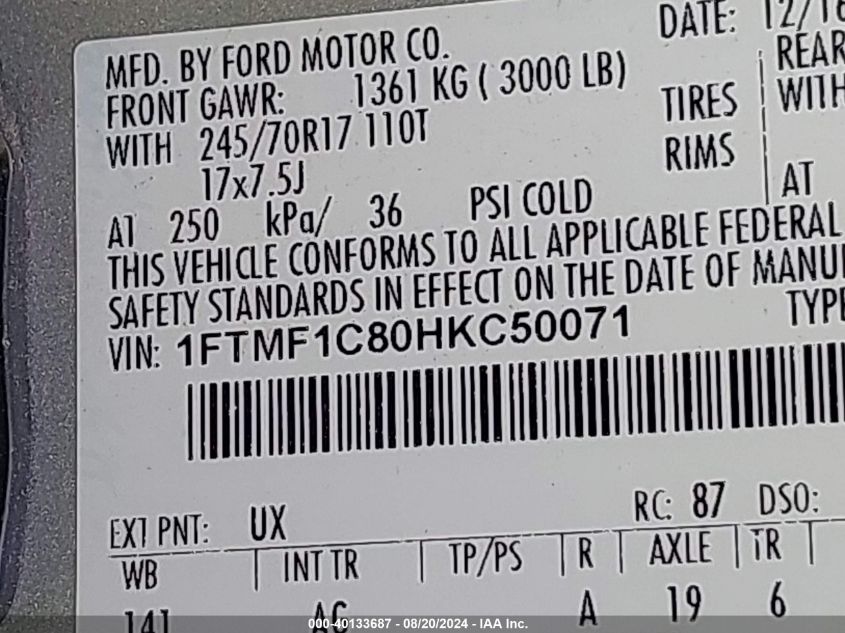 DATE: 12/16
MFD. BY FORD MOTOR CO.
FRONT GAWR: 1361 KG ( 3000 LB) REAR
WITH 245/70R17 110T TIRES WITH
17x7.5J RIMS
AT 250 kPa/ 36 PSI COLD AT
THIS VEHICLE CONFORMS TO ALL APPLICABLE FEDERAL
SAFETY STANDARDS IN EFFECT ON THE DATE OF MANU
VIN: 1FTMF1C80HKC50071 TYPE
EXT PNT: UX RC: 87 DSO:
WB INT TR TP/PS R AXLE TR
141 AG A 19 6
000-40133687 - 08/20/2024 - IAA Inc.